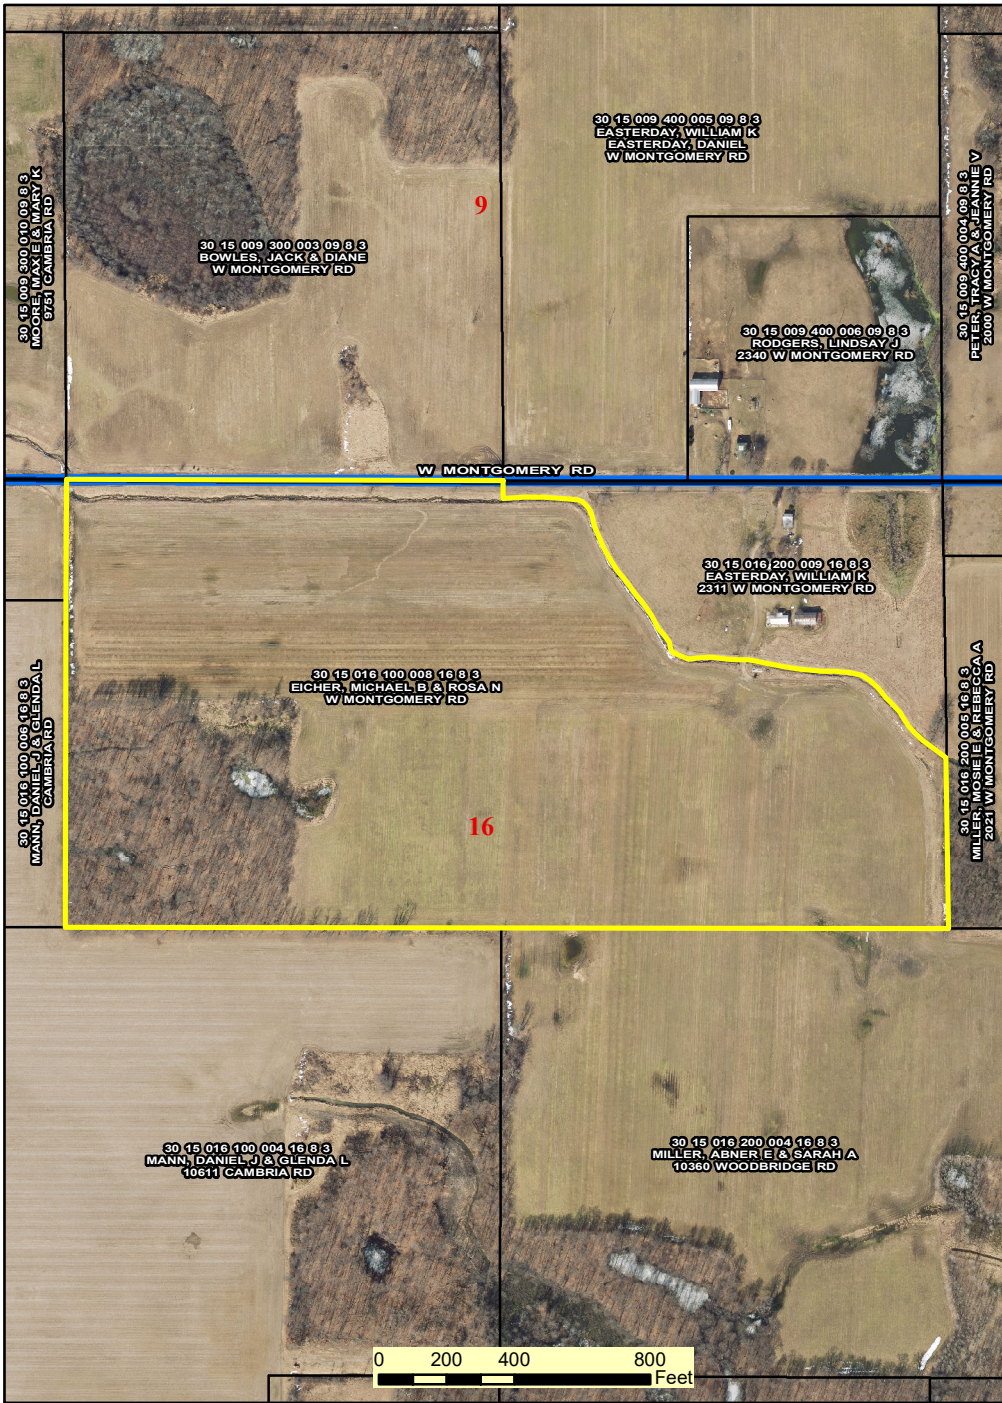 30 15 009 400 005 09 8 3
EASTERDAY, WILLIAM K
EASTERDAY, DANIEL
W MONTGOMERY RD
30 15 009 300 010 09 8 3
MOORE, MAX E & MARY K
9751 CAMBRIA RD
9
30 15 009 300 003 09 8 3
BOWLES, JACK & DIANE
W MONTGOMERY RD
30 15 009 400 004 09 8 3
PETER, TRACY A & JEANNIE V
2000 W MONTGOMERY RD
30 15 009 400 006 09 8 3
RODGERS, LINDSAY J
2340 W MONTGOMERY RD
W MONTGOMERY RD
30 15 016 200 009 16 8 3
EASTERDAY, WILLIAM K
2311 W MONTGOMERY RD
30 15 016 100 008 16 8 3
EICHER, MICHAEL B & ROSA N
W MONTGOMERY RD
30 15 016 100 006 16 8 3
MANN, DANIEL J & GLENDA L
CAMBRIA RD
30 15 016 200 005 16 8 3
MILLER, MOSIE E & REBECCA A
2021 W MONTGOMERY RD
16
30 15 016 100 004 16 8 3
MANN, DANIEL J & GLENDA L
10611 CAMBRIA RD
30 15 016 200 004 16 8 3
MILLER, ABNER E & SARAH A
10360 WOODBRIDGE RD
0 200 400 800
Feet